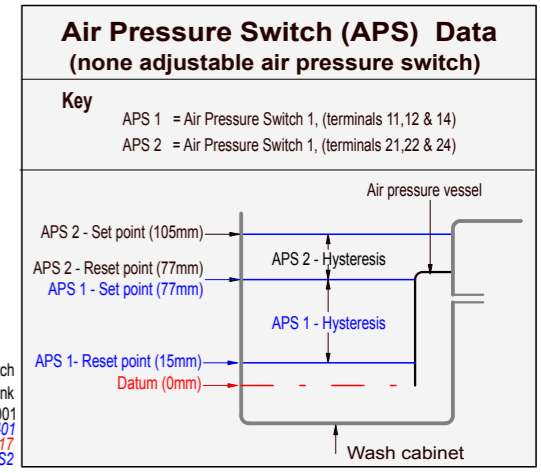 Air Pressure Switch (APS) Data
(none adjustable air pressure switch)
Key
APS 1 = Air Pressure Switch 1, (terminals 11,12 & 14)
APS 2 = Air Pressure Switch 1, (terminals 21,22 & 24)
Air pressure vessel
APS 2 - Set point (105mm)
APS 2 - Hysteresis
APS 2 - Reset point (77mm)
APS 1 - Set point (77mm)
APS 1 - Hysteresis
APS 1- Reset point (15mm)
Datum (0mm)
Wash cabinet